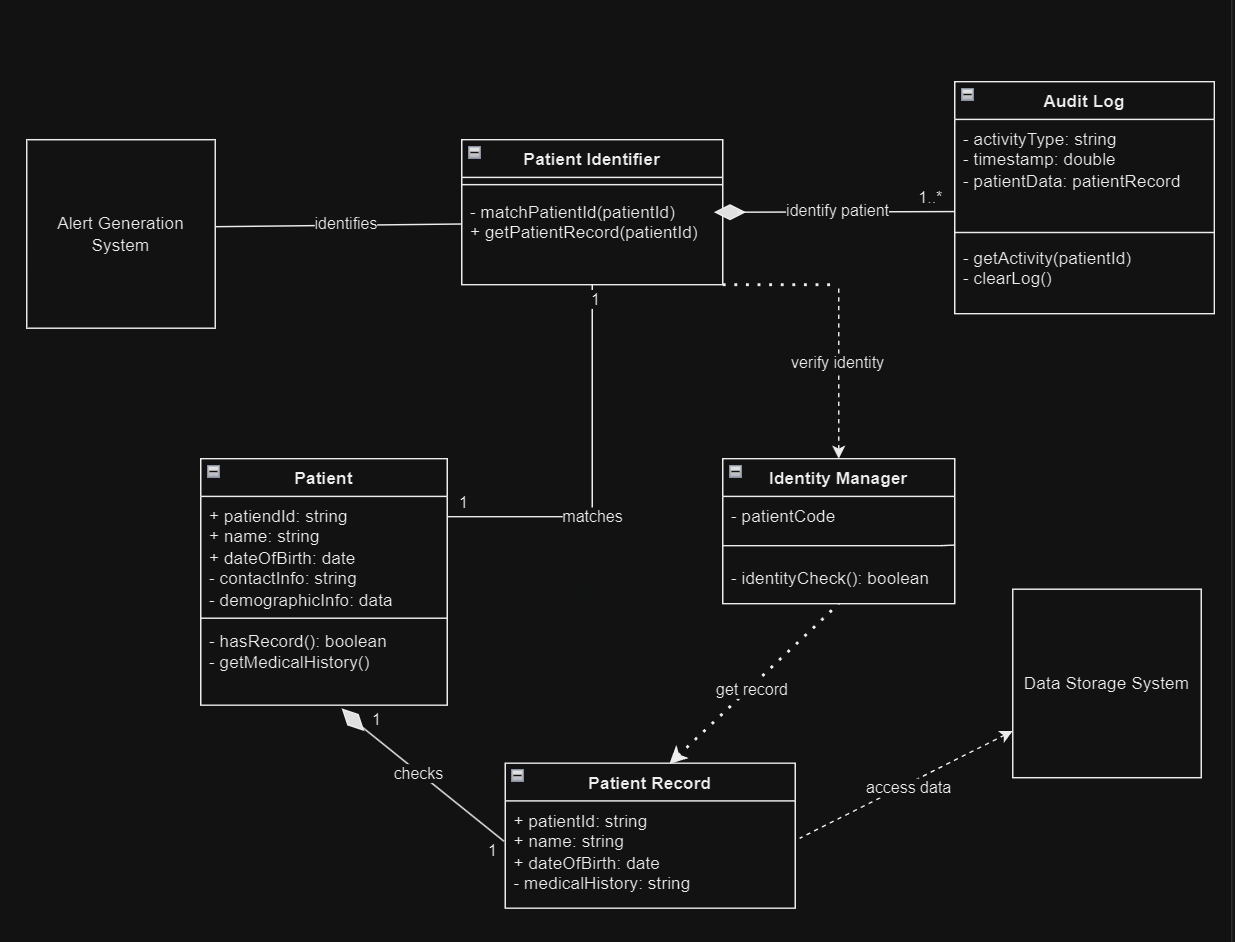 Audit Log
- activityType: string
- timestamp: double
- patientData: patientRecord
- getActivity(patientId)
- clearLog()
Patient Identifier
- matchPatientId(patientId)
+ getPatientRecord(patientId)
Alert Generation
System
identifies
identify patient
1..*
1
verify identity
Patient
+ patiendId: string
+ name: string
+ dateOfBirth: date
- contactInfo: string
- demographicInfo: data
- hasRecord(): boolean
- getMedicalHistory()
1
matches
Identity Manager
- patientCode
- identityCheck(): boolean
Data Storage System
get record
1
checks
1
access data
Patient Record
+ patientId: string
+ name: string
+ dateOfBirth: date
- medicalHistory: string